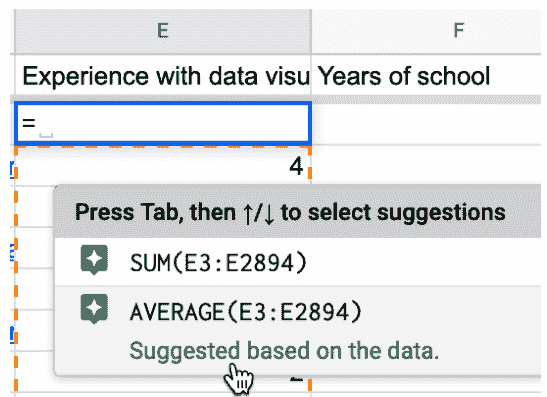 E F
Experience with data visu Years of school
=
4
Press Tab, then ↑/↓ to select suggestions
SUM(E3:E2894)
AVERAGE(E3:E2894)
Suggested based on the data.